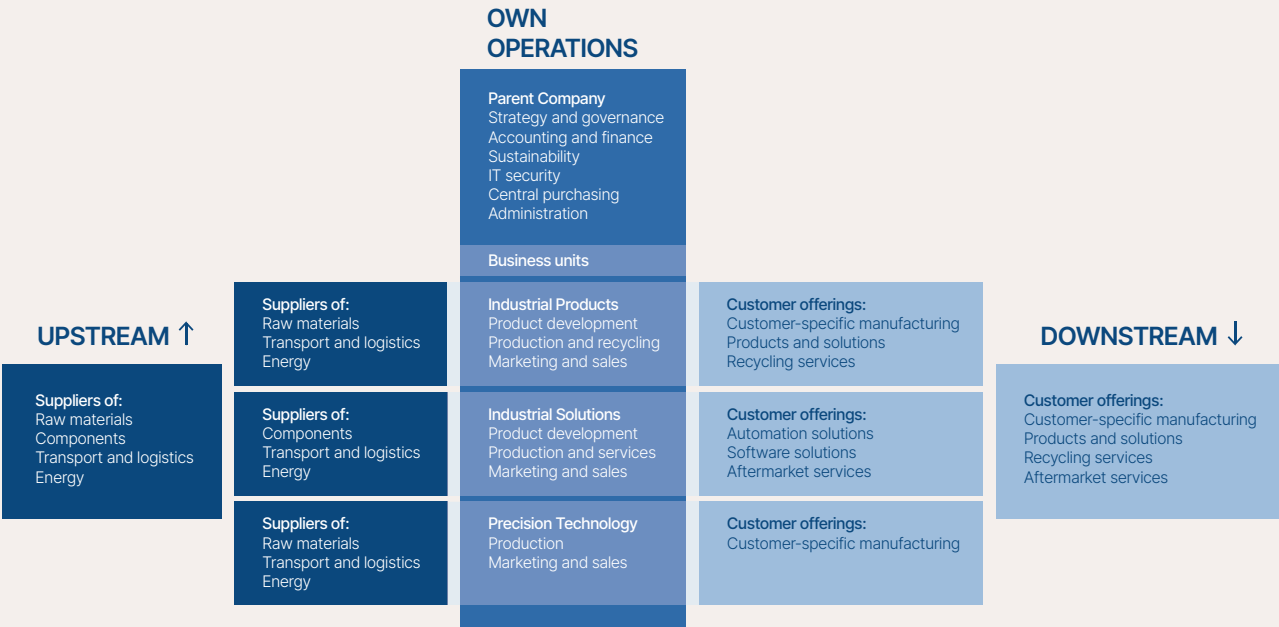 OWN
OPERATIONS
Parent Company
Strategy and governance
Accounting and finance
Sustainability
IT security
Central purchasing
Administration
Business units
UPSTREAM ↑
Suppliers of:
Raw materials
Components
Transport and logistics
Energy
Suppliers of:
Raw materials
Transport and logistics
Energy
Industrial Products
Product development
Production and recycling
Marketing and sales
Customer offerings:
Customer-specific manufacturing
Products and solutions
Recycling services
Suppliers of:
Components
Transport and logistics
Energy
Industrial Solutions
Product development
Production and services
Marketing and sales
Customer offerings:
Automation solutions
Software solutions
Aftermarket services
Suppliers of:
Raw materials
Transport and logistics
Energy
Precision Technology
Production
Marketing and sales
Customer offerings:
Customer-specific manufacturing
DOWNSTREAM ↓
Customer offerings:
Customer-specific manufacturing
Products and solutions
Recycling services
Aftermarket services